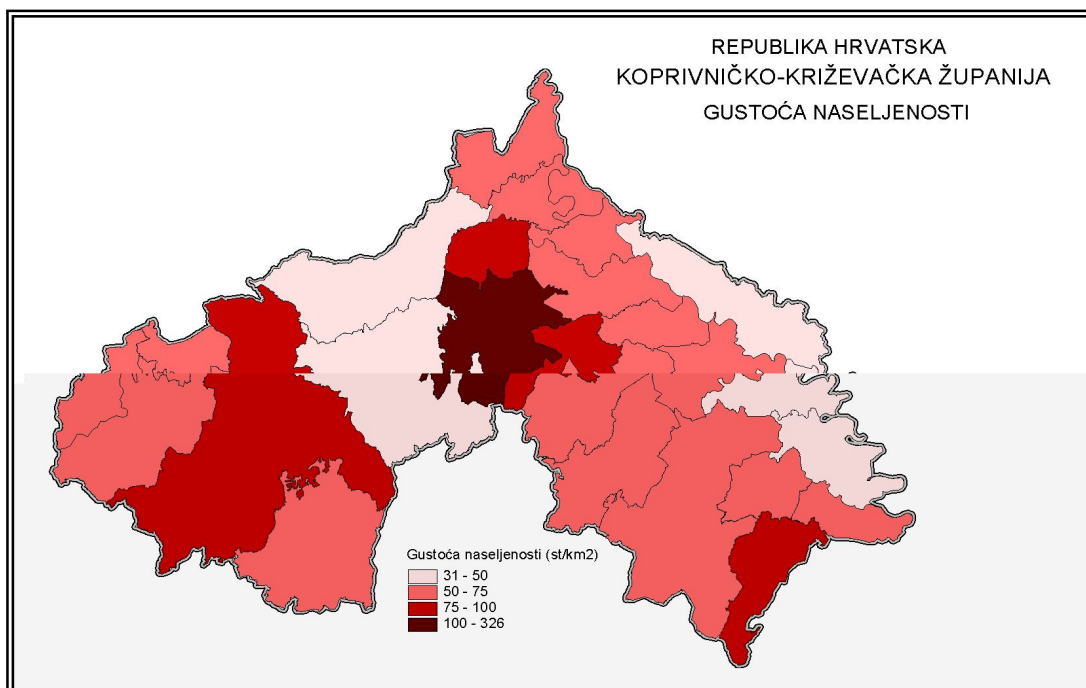 REPUBLIKA HRVATSKA
KOPRIVNIČKO-KRIŽEVAČKA ŽUPANIJA
GUSTOĆA NASELJENOSTI
Gustoća naseljenosti (st/km2)
31 - 50
50 - 75
75 - 100
100 - 326